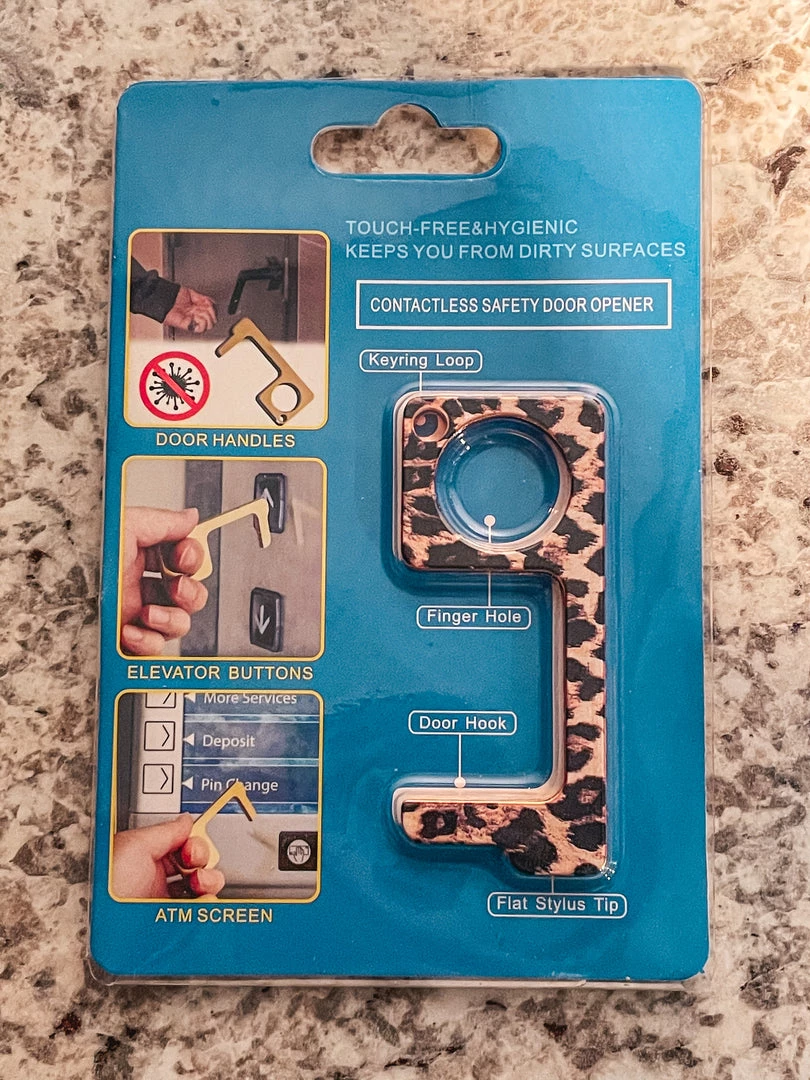 TOUCH-FREE&HYGIENIC
KEEPS YOU FROM DIRTY SURFACES
CONTACTLESS SAFETY DOOR OPENER
Keyring Loop
DOOR HANDLES
Finger Hole
ELEVATOR BUTTONS
More Services
Deposit
Pin Change
Door Hook
Flat Stylus Tip
ATM SCREEN